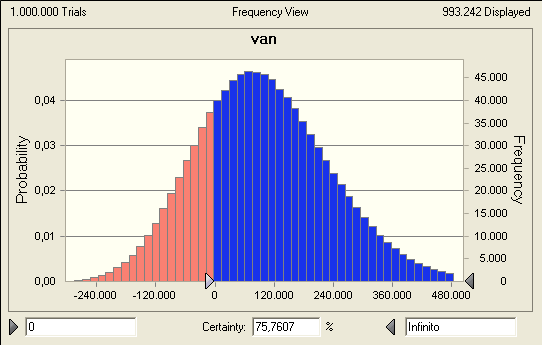 1.000.000 Trials Frequency View 993.242 Displayed
van
0,04
0,03
0,02
0,01
0,00
Probability
45.000
40.000
35.000
30.000
25.000
20.000
15.000
10.000
5.000
0
Frequency
-240.000 -120.000 0 120.000 240.000 360.000 480.000
0 Certainty: 75,7607 % Infinito